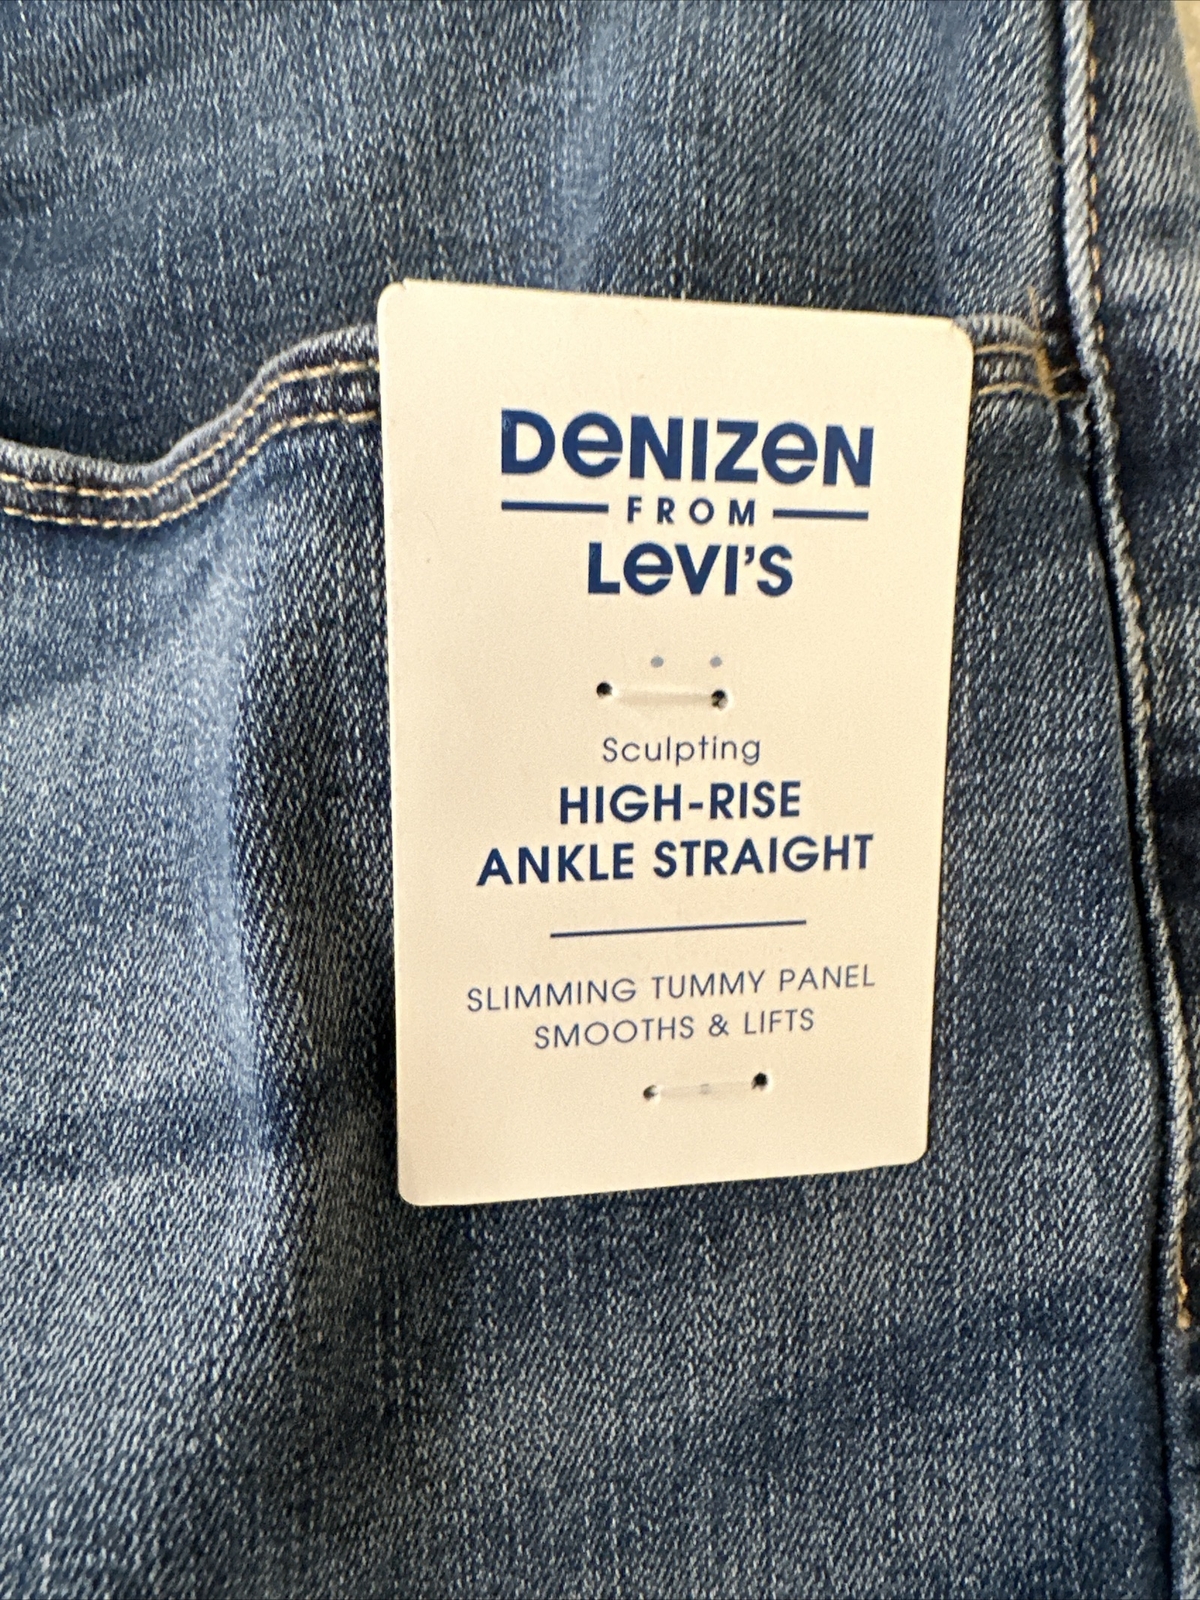 DENIZEN
FROM
LEVI'S
Sculpting
HIGH-RISE
ANKLE STRAIGHT
SLIMMING TUMMY PANEL
SMOOTHS & LIFTS